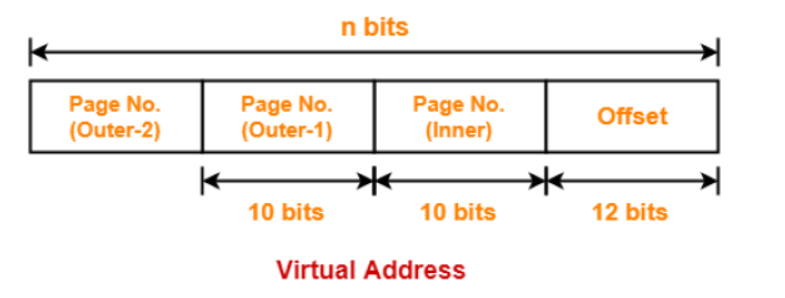 n bits
Page No.
(Outer-2)
Page No.
(Outer-1)
Page No.
(Inner)
Offset
10 bits
10 bits
12 bits
Virtual Address